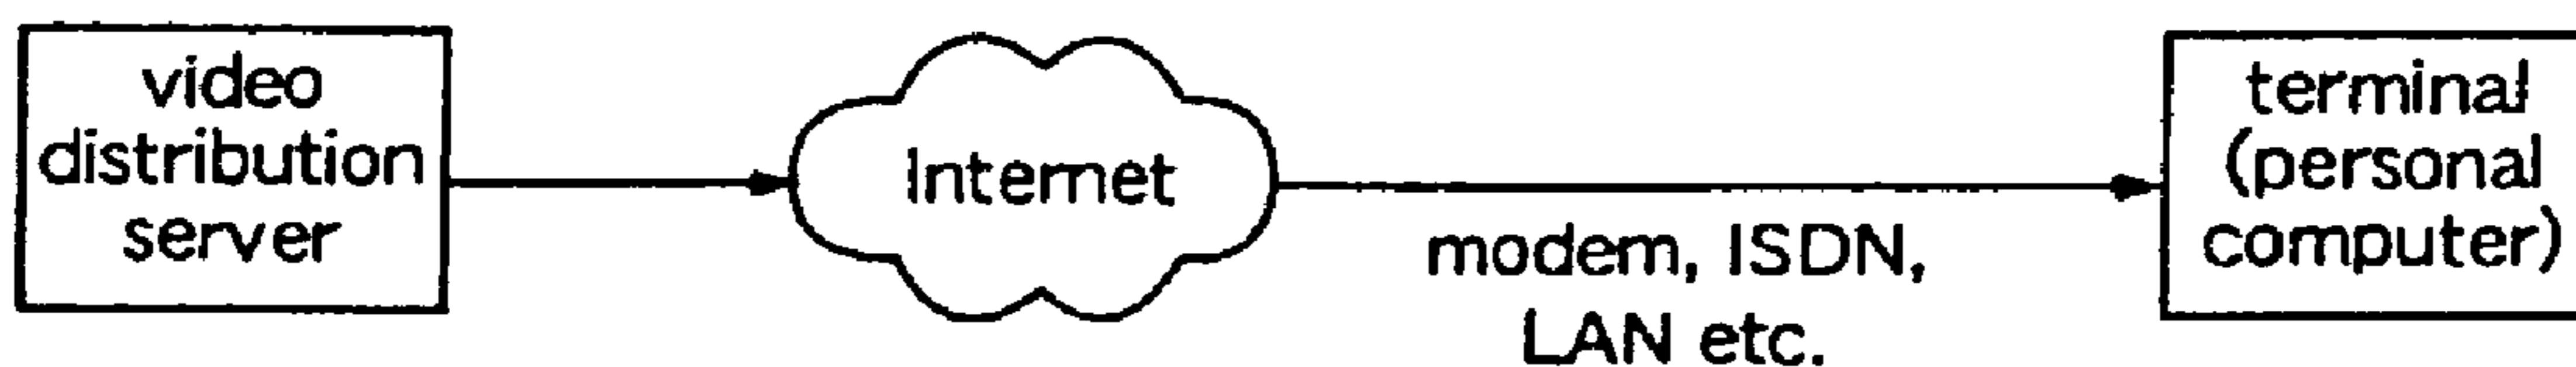 video
distribution
server
Internet
modem, ISDN,
LAN etc.
terminal
(personal
computer)